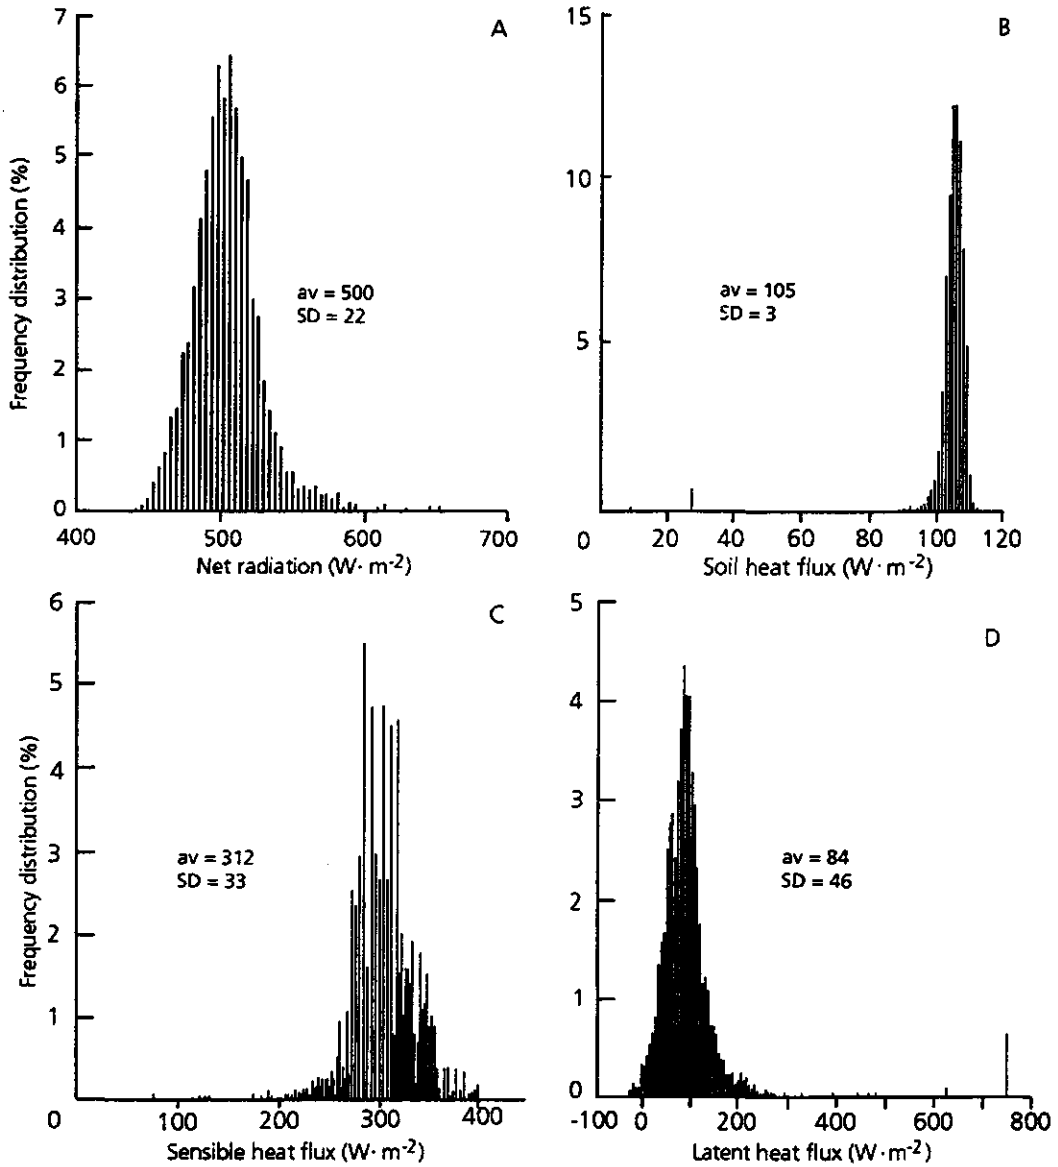 A
7
6
5
4
3
2
1
0
Frequency distribution (%)
av = 500
SD = 22
400
500
600
700
Net radiation (W·m-2)
B
15
10
5
0
av = 105
SD = 3
20
40
60
80
100
120
Soil heat flux (W·m-2)
C
6
5
4
3
2
1
0
Frequency distribution (%)
av = 312
SD = 33
100
200
300
400
Sensible heat flux (W·m-2)
D
5
4
3
2
1
0
av = 84
SD = 46
-100
0
200
400
600
800
Latent heat flux (W·m-2)